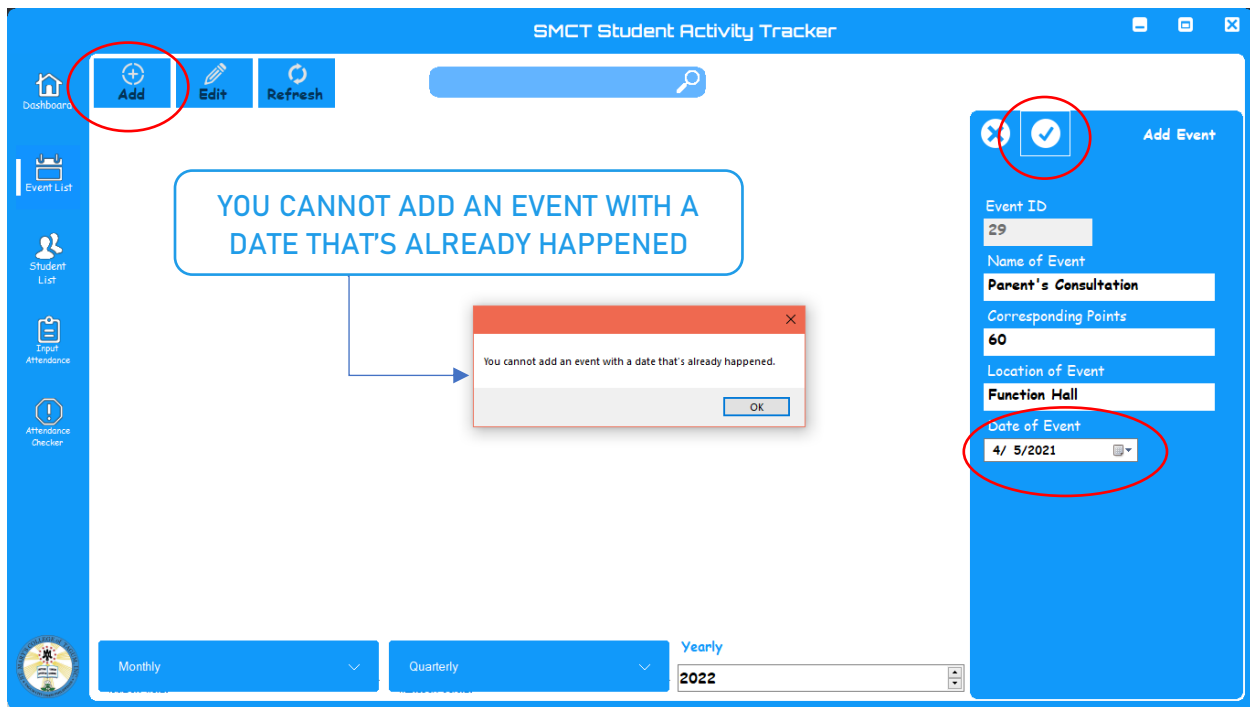 SMCT Student Activity Tracker
Dashboard
Add
Edit
Refresh
Add Event
Event List
YOU CANNOT ADD AN EVENT WITH A
DATE THAT'S ALREADY HAPPENED
Event ID
29
Student
List
Name of Event
Parent's Consultation
Corresponding Points
60
Input
Attendance
You cannot add an event with a date that's already happened.
OK
Location of Event
Function Hall
Attendance
Checker
Date of Event
4/ 5/2021
Monthly
Quarterly
Yearly
2022